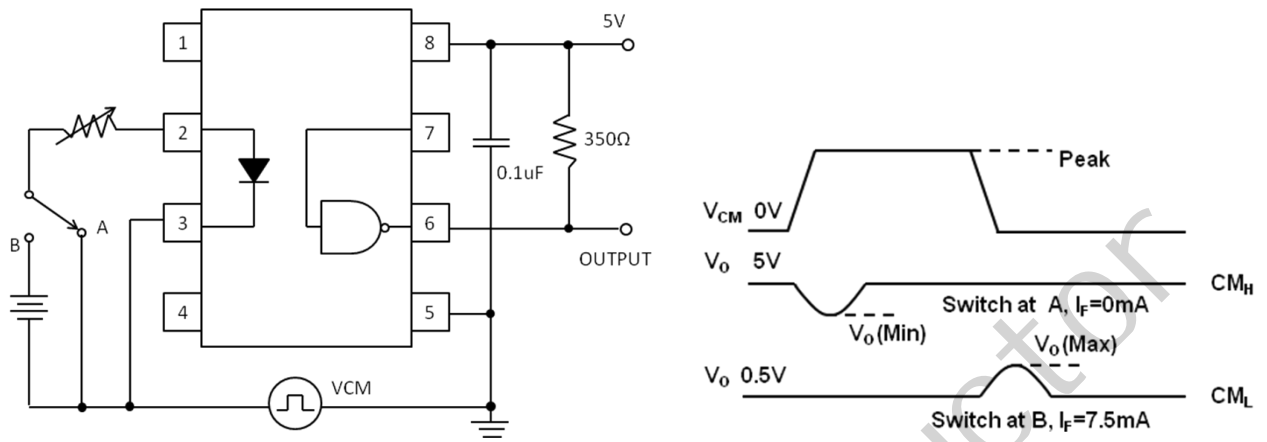 1
2
3
4
8
7
6
5
5V
350Ω
0.1uF
OUTPUT
A
B
VCM
VCM 0V
Peak
VO 5V
CMH
Switch at A, IF=0mA
VO(Min)
VO(Max)
VO 0.5V
CML
Switch at B, IF=7.5mA